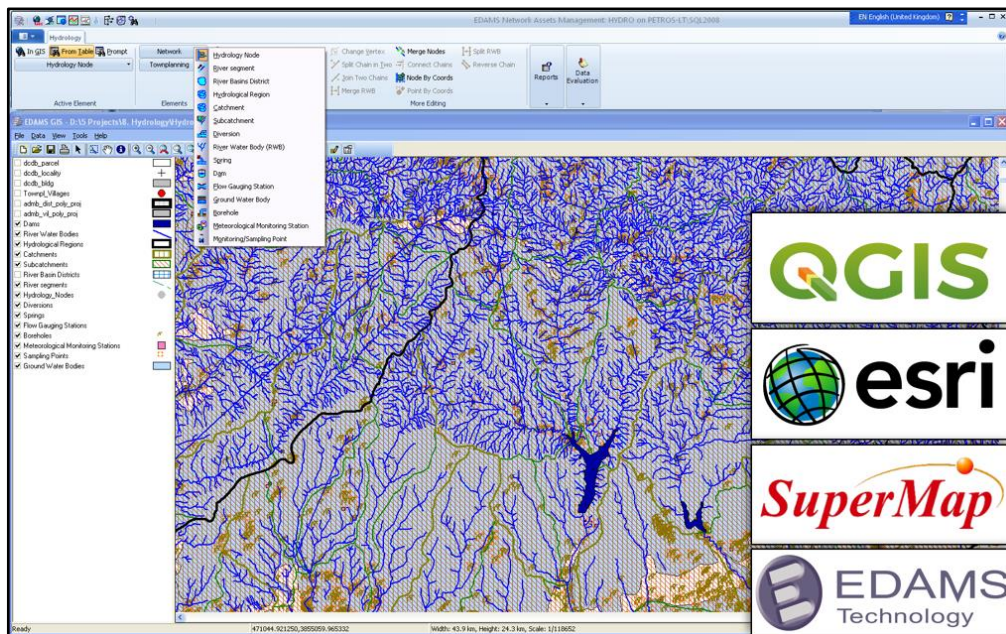 EDAMS Network Assets Management: HYDRO on PETROS-LT\SQL2008
EN English (United Kingdom)
Hydrology
In GIS
From Table
Prompt
Hydrology Node
Active Element
Network
Townplanning
Elements
Change Vertex
Split Chain in Two
Join Two Chains
Merge RWB
Merge Nodes
Connect Chains
Node By Coords
Point By Coords
Split RWB
Reverse Chain
More Editing
Reports
Data Evaluation
Hydrology Node
River segment
River Basins District
Hydrological Region
Catchment
Subcatchment
Diversion
River Water Body (RWB)
Spring
Dam
Flow Gauging Station
Ground Water Body
Borehole
Meteorological Monitoring Station
Monitoring/Sampling Point
EDAMS GIS - D:\5 Projects\8. Hydrology\Hydro
File Data View Tools Help
dcdb_parcel
dcdb_locality
dcdb_bldg
Townpl_Villages
admb_dist_poly_proj
admb_vil_poly_proj
Dams
River Water Bodies
Hydrological Regions
Catchments
Subcatchments
River Basin Districts
River segments
Hydrology_Nodes
Diversions
Springs
Flow Gauging Stations
Boreholes
Meteorological Monitoring Stations
Sampling Points
Ground Water Bodies
QGIS
esri
SuperMap
EDAMS
Technology
Ready
471044.921250,3855059.965332
Width: 43.9 km, Height: 24.3 km, Scale: 1/118652